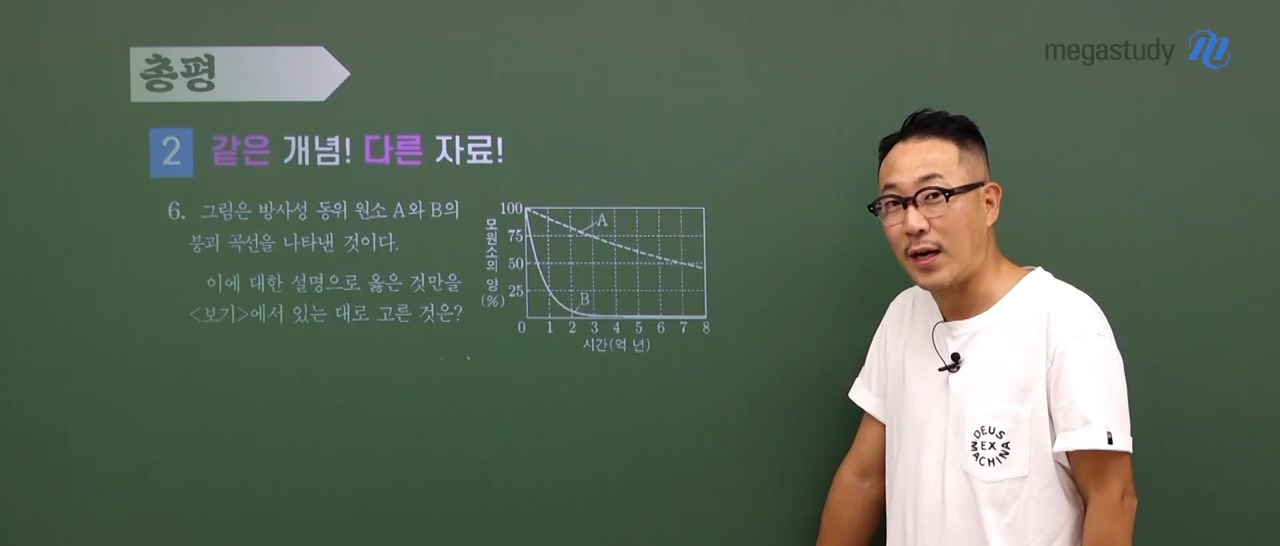 megastudy
총평
2 같은 개념! 다른 자료!
6. 그림은 방사성 동위 원소 A와 B의
붕괴 곡선을 나타낸 것이다.
이에 대한 설명으로 옳은 것만을
<보기>에서 있는 대로 고른 것은?
모원소의 양(%)
100
75
50
25
0 1 2 3 4 5 6 7 8
A
B
시간(억 년)
DEUS
EX
MACHINA